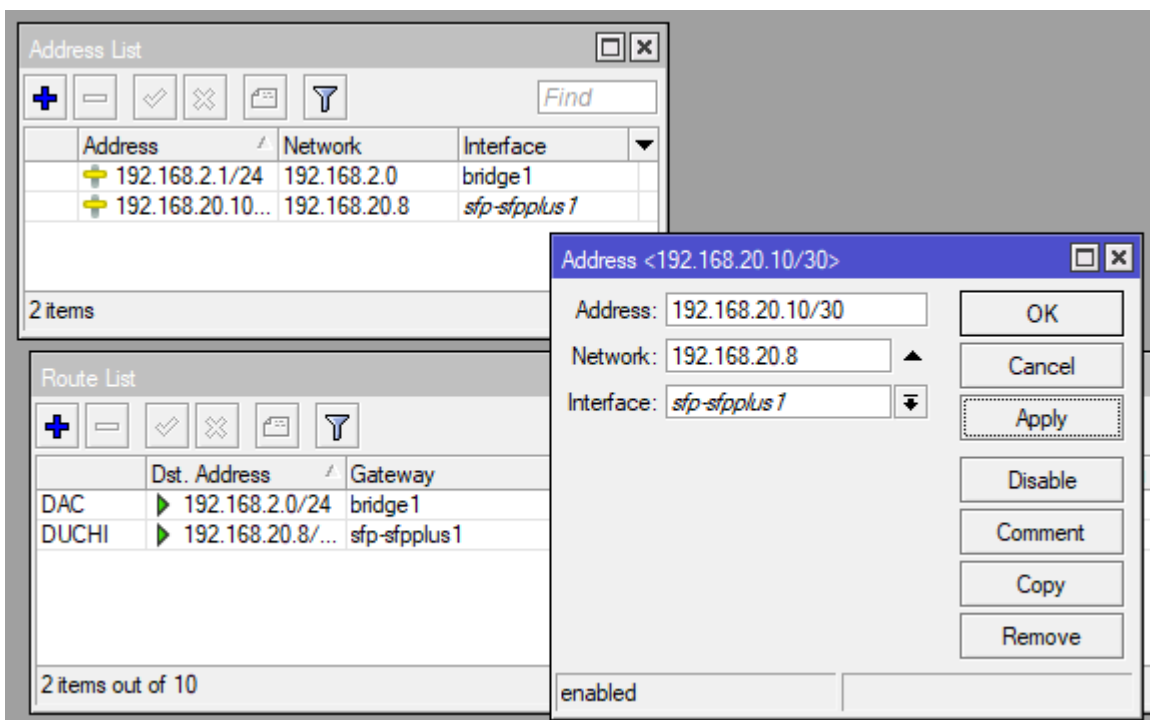 Address List
Find
Address Network Interface
192.168.2.1/24 192.168.2.0 bridge1
192.168.20.10... 192.168.20.8 sfp-sfpplus1
2 items
Address <192.168.20.10/30>
Address: 192.168.20.10/30 OK
Network: 192.168.20.8 Cancel
Interface: sfp-sfpplus1 Apply
Disable
Comment
Copy
Remove
enabled
Route List
Dst. Address Gateway
DAC 192.168.2.0/24 bridge1
DUCHI 192.168.20.8/... sfp-sfpplus1
2 items out of 10